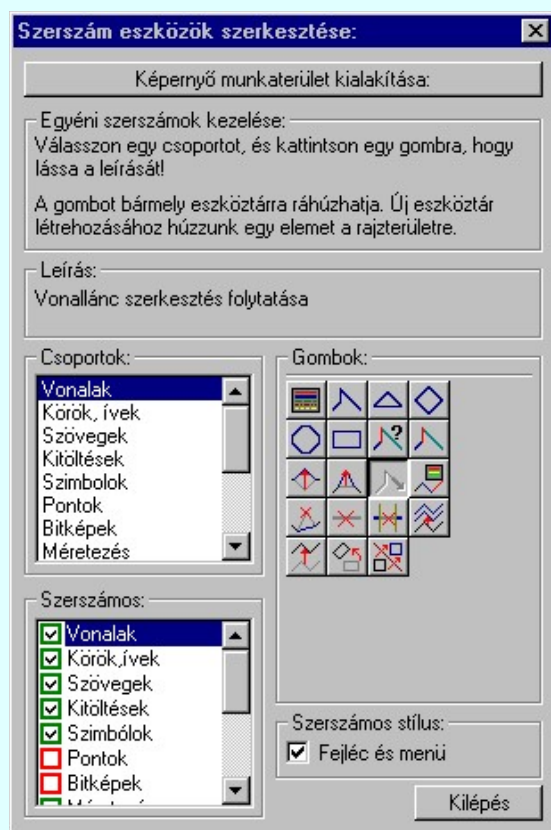 Szerszám eszközök szerkesztése:
Képernyő munkaterület kialakítása:
Egyéni szerszámok kezelése:
Válasszon egy csoportot, és kattintson egy gombra, hogy
lássa a leírását!
A gombot bármely eszköztárra ráhúzhatja. Új eszköztár
létrehozásához húzzunk egy elemet a rajzterületre.
Leírás:
Vonallánc szerkesztés folytatása
Csoportok:
Vonalak
Körök, ívek
Szövegek
Kitöltések
Szimbolok
Pontok
Bitképek
Méretezés
Gombok:
?
Szerszámos:
Vonalak
Körök,ívek
Szövegek
Kitöltések
Szimbólok
Pontok
Bitképek
Szerszámos stílus:
Fejléc és menü
Kilépés